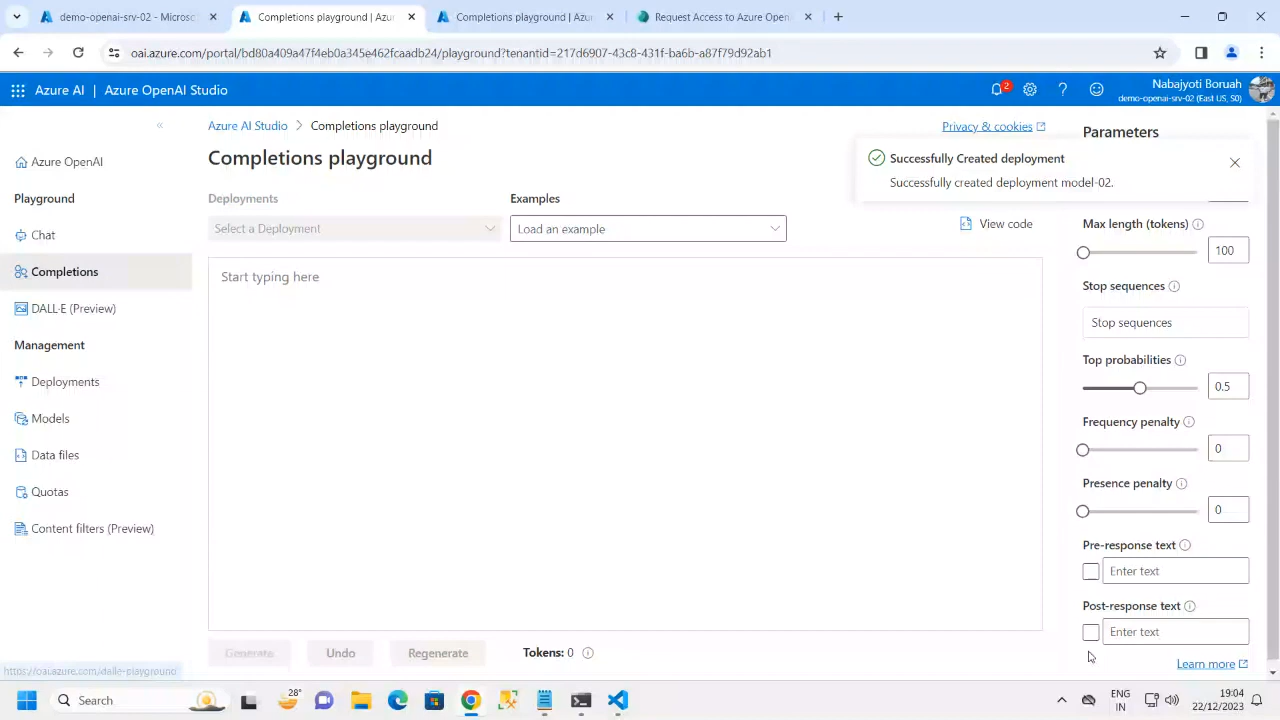 demo-openai-srv-02 - Microsc
Completions playground | Azur
Completions playground | Azur
Request Access to Azure Open
oai.azure.com/portal/bd80a409a47f4eb0a345e462fcaadb24/playground?tenantid=217d6907-43c8-431f-ba6b-a87f79d92ab1
Azure AI | Azure OpenAI Studio
2
Nabajyoti Boruah
demo-openai-srv-02 (East US, S0)
Azure AI Studio > Completions playground
Privacy & cookies
Parameters
Completions playground
Successfully Created deployment
Successfully created deployment model-02.
Azure OpenAI
Playground
Chat
Completions
DALL·E (Preview)
Management
Deployments
Models
Data files
Quotas
Content filters (Preview)
Deployments
Select a Deployment
Examples
Load an example
View code
Start typing here
Generate
Undo
Regenerate
Tokens: 0
Max length (tokens)
100
Stop sequences
Stop sequences
Top probabilities
0.5
Frequency penalty
0
Presence penalty
0
Pre-response text
Enter text
Post-response text
Enter text
Learn more
https://oai.azure.com/dalle-playground
Search
28°
ENG
IN
19:04
22/12/2023